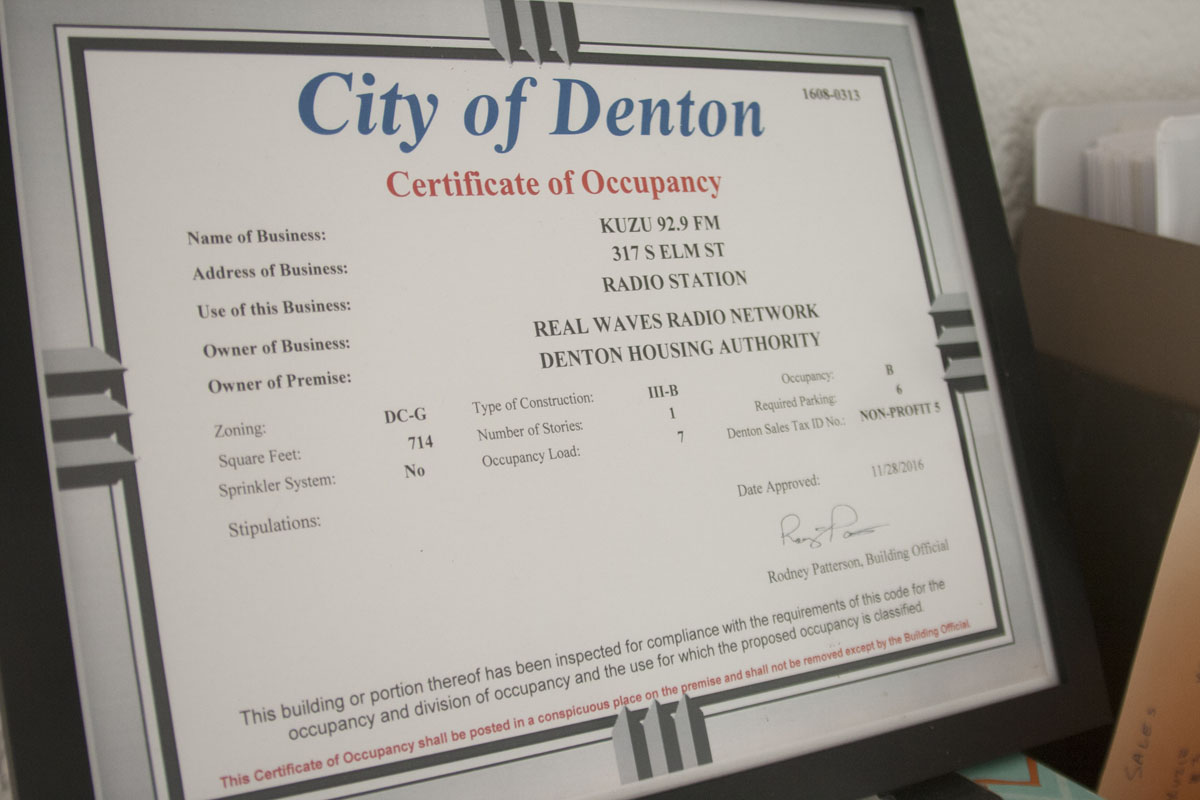 City of Denton
1608-0313
Certificate of Occupancy
Name of Business: KUZU 92.9 FM
Address of Business: 317 S ELM ST
Use of this Business: RADIO STATION
Owner of Business: REAL WAVES RADIO NETWORK
Owner of Premise: DENTON HOUSING AUTHORITY
Zoning: DC-G Type of Construction: III-B Occupancy: B
Square Feet: 714 Number of Stories: 1 Required Parking: 6
Sprinkler System: No Occupancy Load: 7 Denton Sales Tax ID No.: NON-PROFIT 5
Stipulations:
Date Approved: 11/28/2016
Rodney Patterson, Building Official
This building or portion thereof has been inspected for compliance with the requirements of this code for the
occupancy and division of occupancy and the use for which the proposed occupancy is classified.
This Certificate of Occupancy shall be posted in a conspicuous place on the premise and shall not be removed except by the Building Official.
SALES